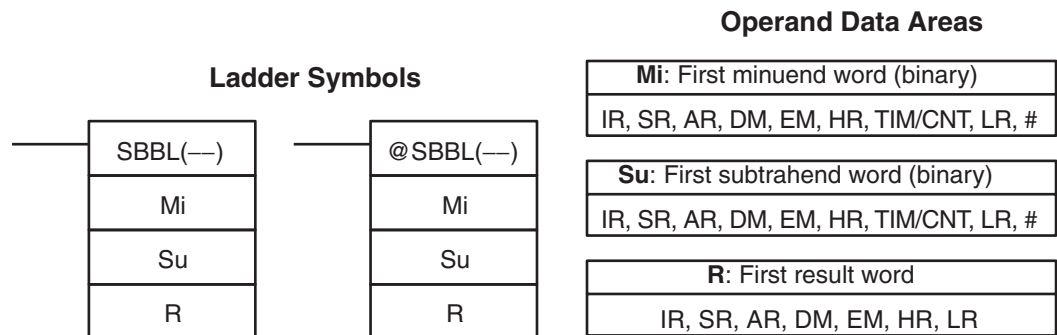 Operand Data Areas
Ladder Symbols
SBBL(−−)
Mi
Su
R
@SBBL(−−)
Mi
Su
R
Mi: First minuend word (binary)
IR, SR, AR, DM, EM, HR, TIM/CNT, LR, #
Su: First subtrahend word (binary)
IR, SR, AR, DM, EM, HR, TIM/CNT, LR, #
R: First result word
IR, SR, AR, DM, EM, HR, LR